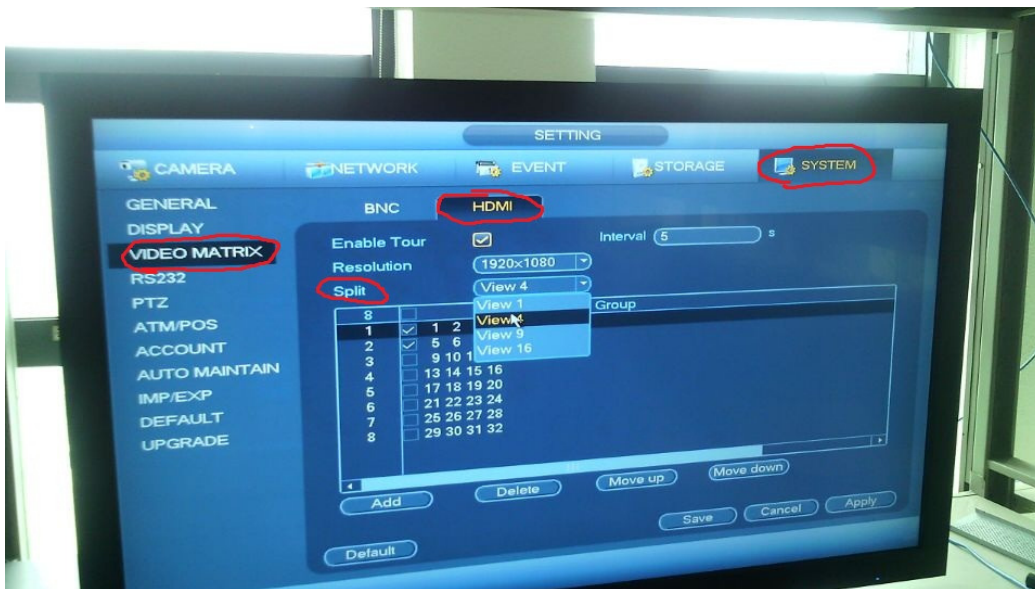 SETTING
CAMERA NETWORK EVENT STORAGE SYSTEM
GENERAL
DISPLAY
VIDEO MATRIX
RS232
PTZ
ATM/POS
ACCOUNT
AUTO MAINTAIN
IMP/EXP
DEFAULT
UPGRADE
BNC HDMI
Enable Tour Interval 5 s
Resolution 1920×1080
Split View 4
View 1
View 4
View 9
View 16
8 Group
1 1 2
2 5 6
3 9 10
4 13 14 15 16
5 17 18 19 20
6 21 22 23 24
7 25 26 27 28
8 29 30 31 32
Add Delete Move up Move down
Save Cancel Apply
Default